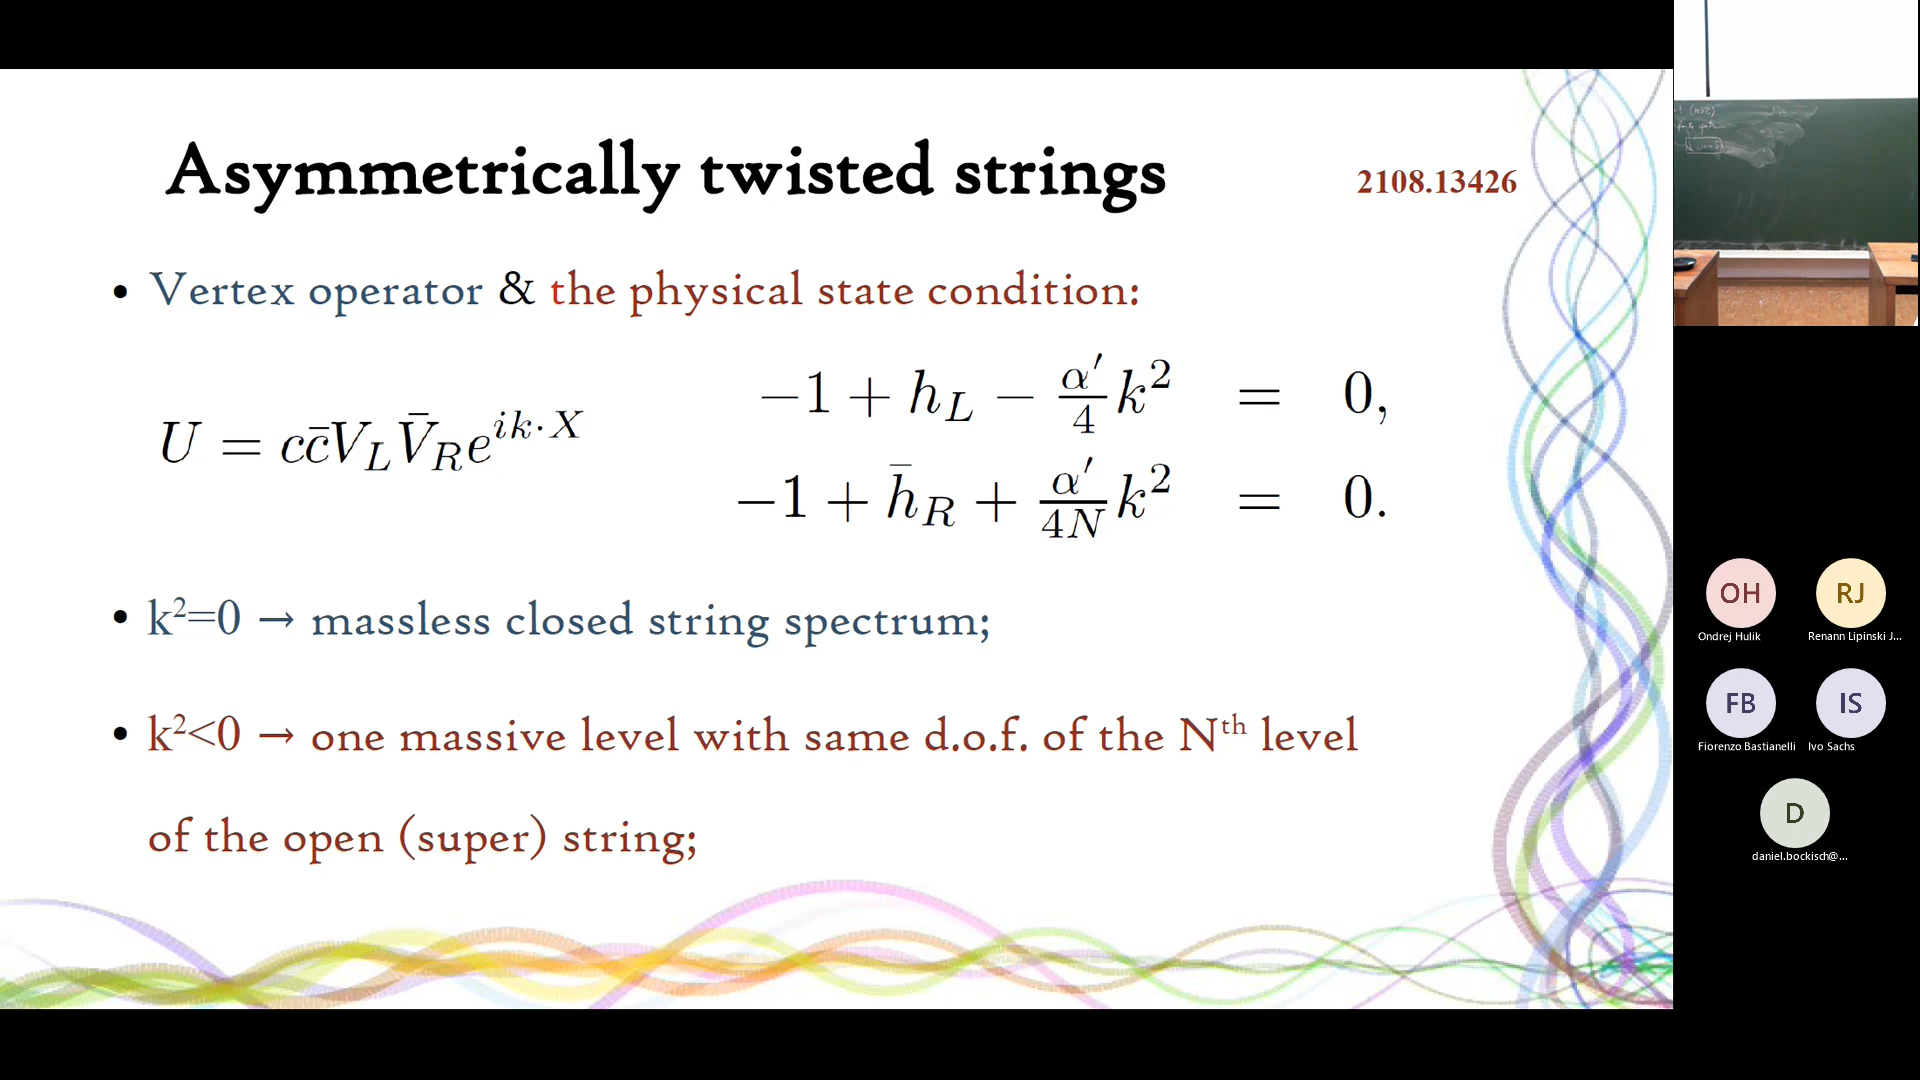 Asymmetrically twisted strings
2108.13426
• Vertex operator & the physical state condition:
−1 + h_L − α′/4 k² = 0,
U = cc̄V_L V̄_R e^{ik·X}
−1 + h̄_R + α′/4N k² = 0.
• k²=0 → massless closed string spectrum;
• k²<0 → one massive level with same d.o.f. of the Nᵗʰ level
of the open (super) string;
OH
RJ
Ondrej Hulik
Renann Lipinski J...
FB
IS
Fiorenzo Bastianelli
Ivo Sachs
D
daniel.bockisch@...